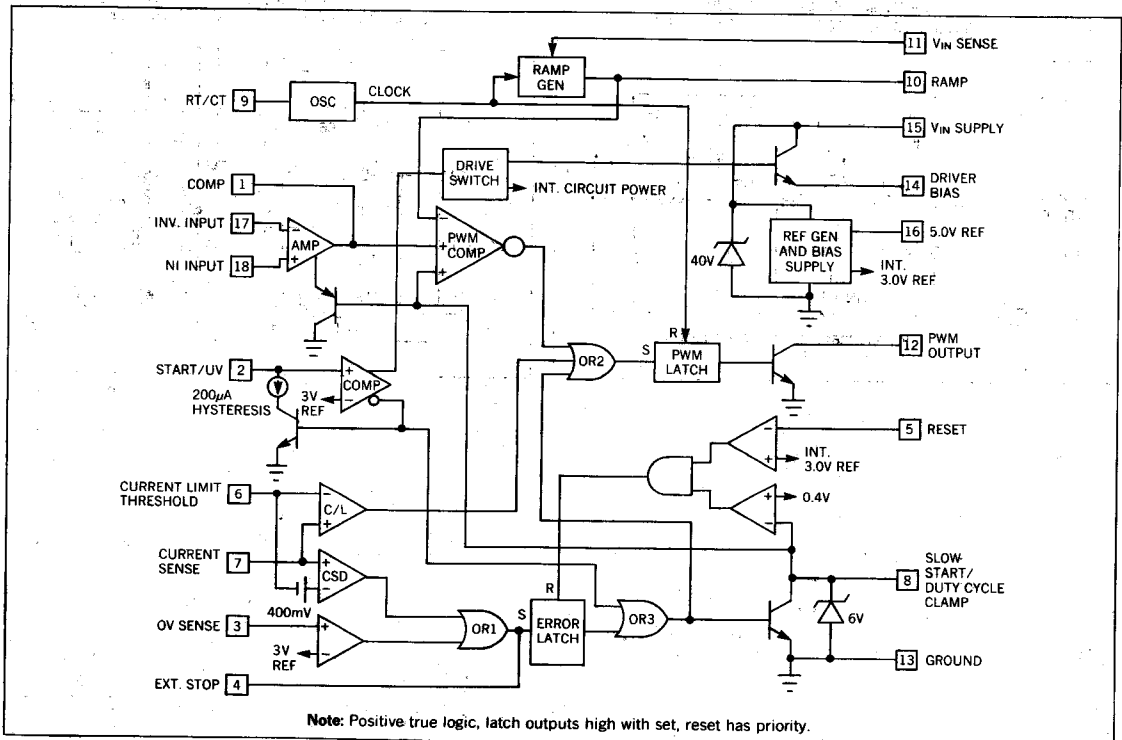 11 VIN SENSE
RAMP
GEN
10 RAMP
RT/CT 9
OSC
CLOCK
15 VIN SUPPLY
DRIVE
SWITCH
INT. CIRCUIT POWER
14 DRIVER
BIAS
COMP 1
INV. INPUT 17
NI INPUT 18
- AMP +
- PWM
COMP
+
+
40V
REF GEN
AND BIAS
SUPPLY
16 5.0V REF
INT.
3.0V REF
START/UV 2
200µA
HYSTERESIS
+ COMP -
3V
REF
OR2
S
R
PWM
LATCH
12 PWM
OUTPUT
5 RESET
-
+
INT.
3.0V REF
+
-
0.4V
CURRENT LIMIT
THRESHOLD 6
- C/L +
CURRENT
SENSE 7
+ CSD -
400mV
OV SENSE 3
+
-
3V
REF
EXT. STOP 4
OR1
S
R
ERROR
LATCH
OR3
8 SLOW-
START/
DUTY CYCLE
CLAMP
6V
13 GROUND
Note: Positive true logic, latch outputs high with set, reset has priority.